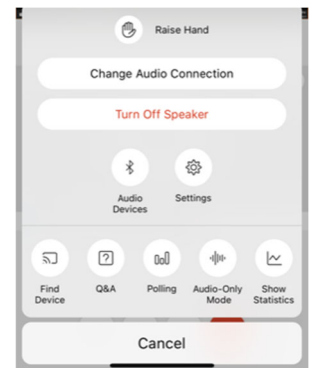 Raise Hand
Change Audio Connection
Turn Off Speaker
Audio
Devices
Settings
Find
Device
Q&A
Polling
Audio-Only
Mode
Show
Statistics
Cancel